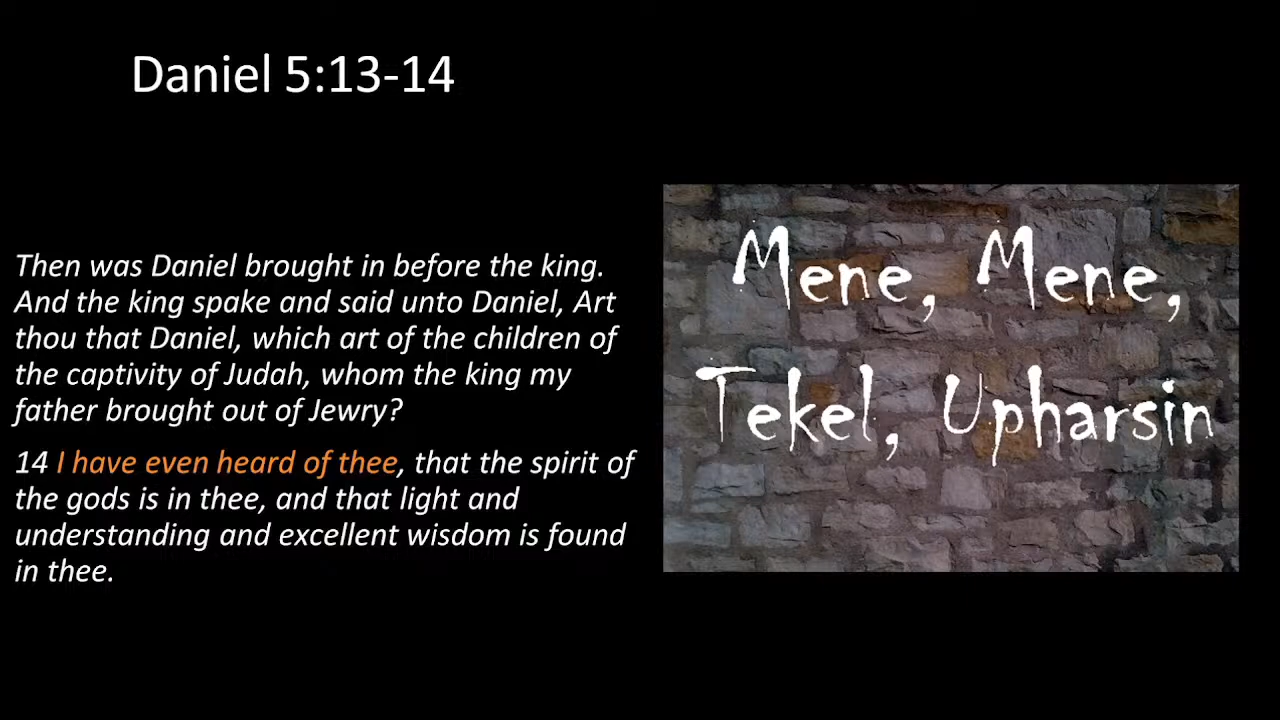 Daniel 5:13-14
Then was Daniel brought in before the king.
And the king spake and said unto Daniel, Art
thou that Daniel, which art of the children of
the captivity of Judah, whom the king my
father brought out of Jewry?
14 I have even heard of thee, that the spirit of
the gods is in thee, and that light and
understanding and excellent wisdom is found
in thee.
Mene, Mene,
Tekel, Upharsin